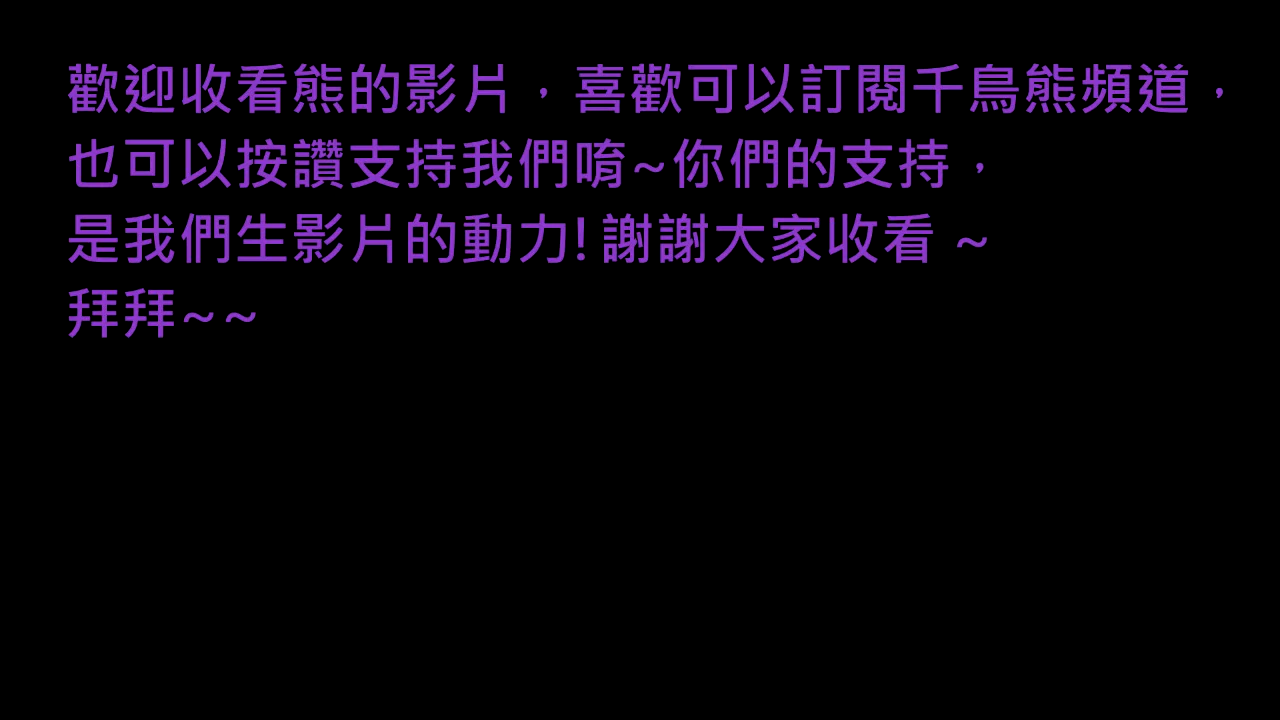 歡迎收看熊的影片，喜歡可以訂閱千鳥熊頻道，
也可以按讚支持我們唷~你們的支持，
是我們生影片的動力! 謝謝大家收看 ~
拜拜~~